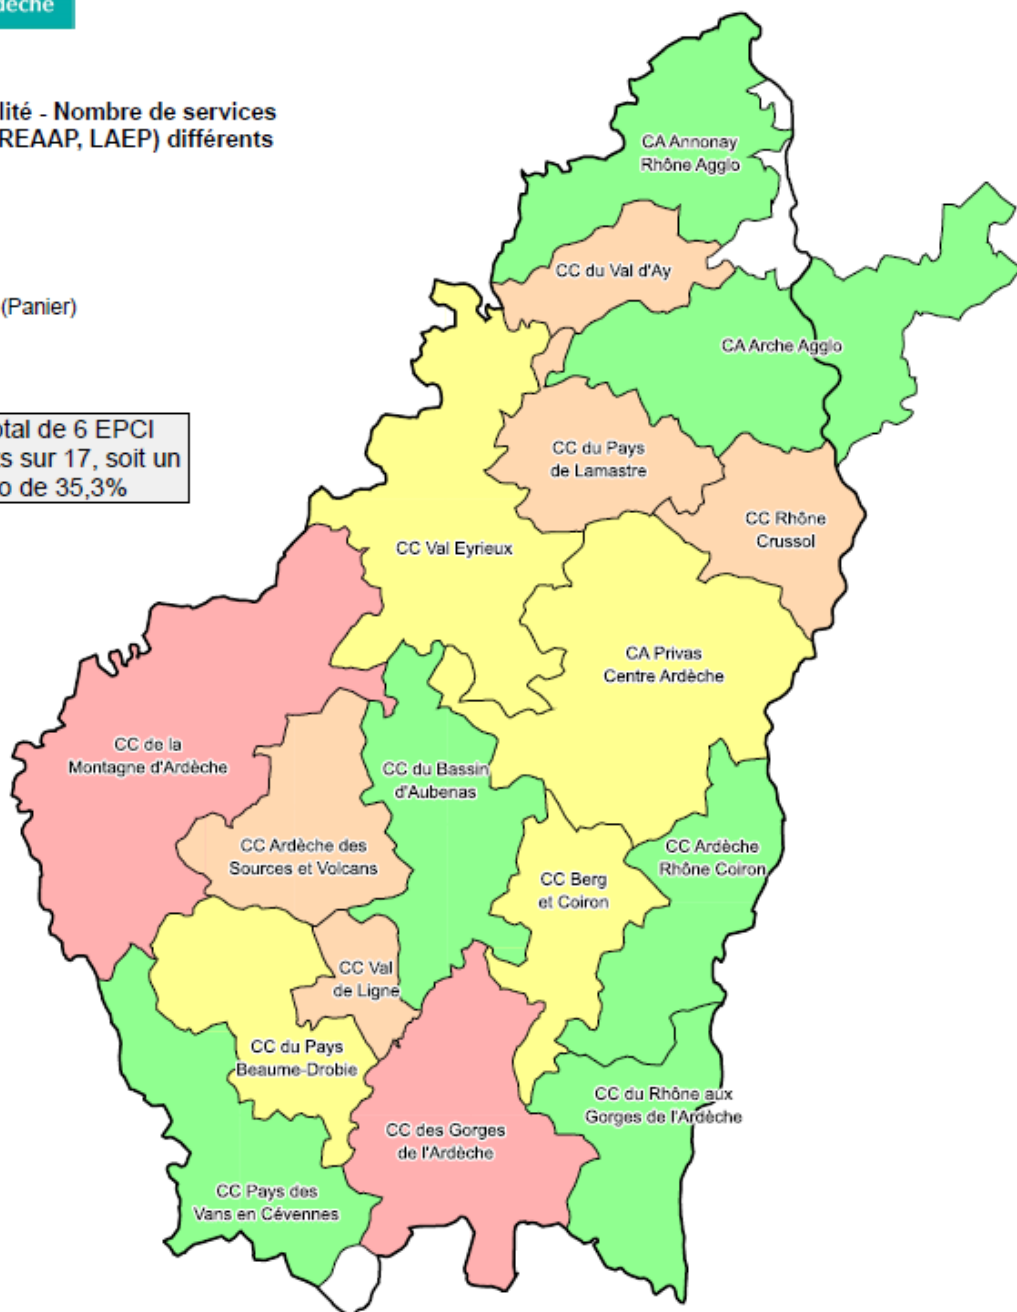 dèche
lité - Nombre de services
REAAP, LAEP) différents
(Panier)
otal de 6 EPCI
s sur 17, soit un
o de 35,3%
CA Annonay
Rhône Agglo
CC du Val d'Ay
CA Arche Agglo
CC du Pays
de Lamastre
CC Rhône
Crussol
CC Val Eyrieux
CA Privas
Centre Ardèche
CC de la
Montagne d'Ardèche
CC du Bassin
d'Aubenas
CC Ardèche des
Sources et Volcans
CC Ardèche
Rhône Coiron
CC Berg
et Coiron
CC Val
de Ligne
CC du Pays
Beaume-Drobie
CC du Rhône aux
Gorges de l'Ardèche
CC des Gorges
de l'Ardèche
CC Pays des
Vans en Cévennes